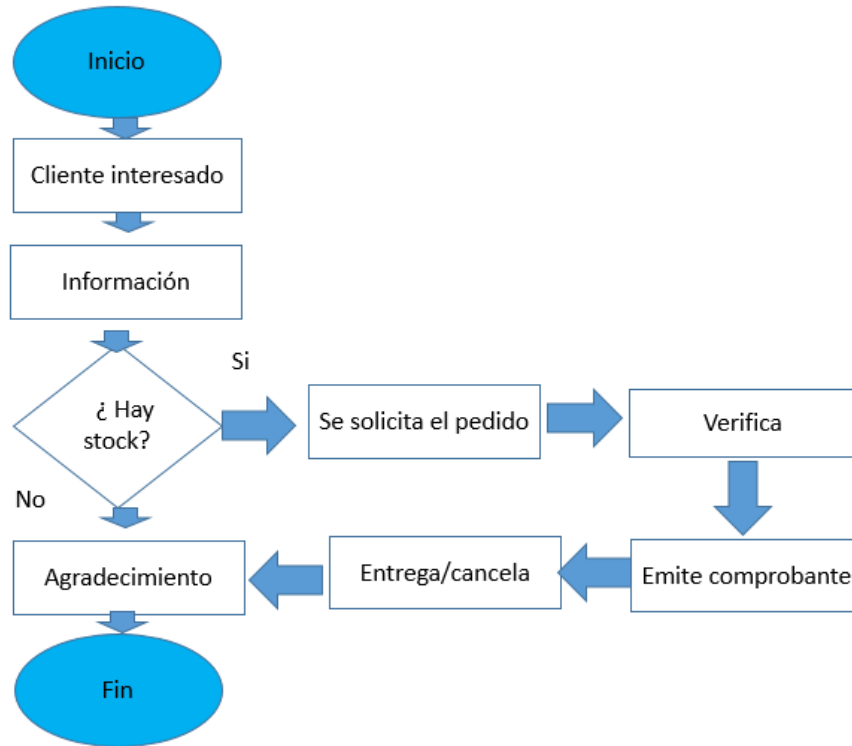 Inicio
Cliente interesado
Información
Si
¿ Hay
stock?
Se solicita el pedido
Verifica
No
Agradecimiento
Entrega/cancela
Emite comprobante
Fin